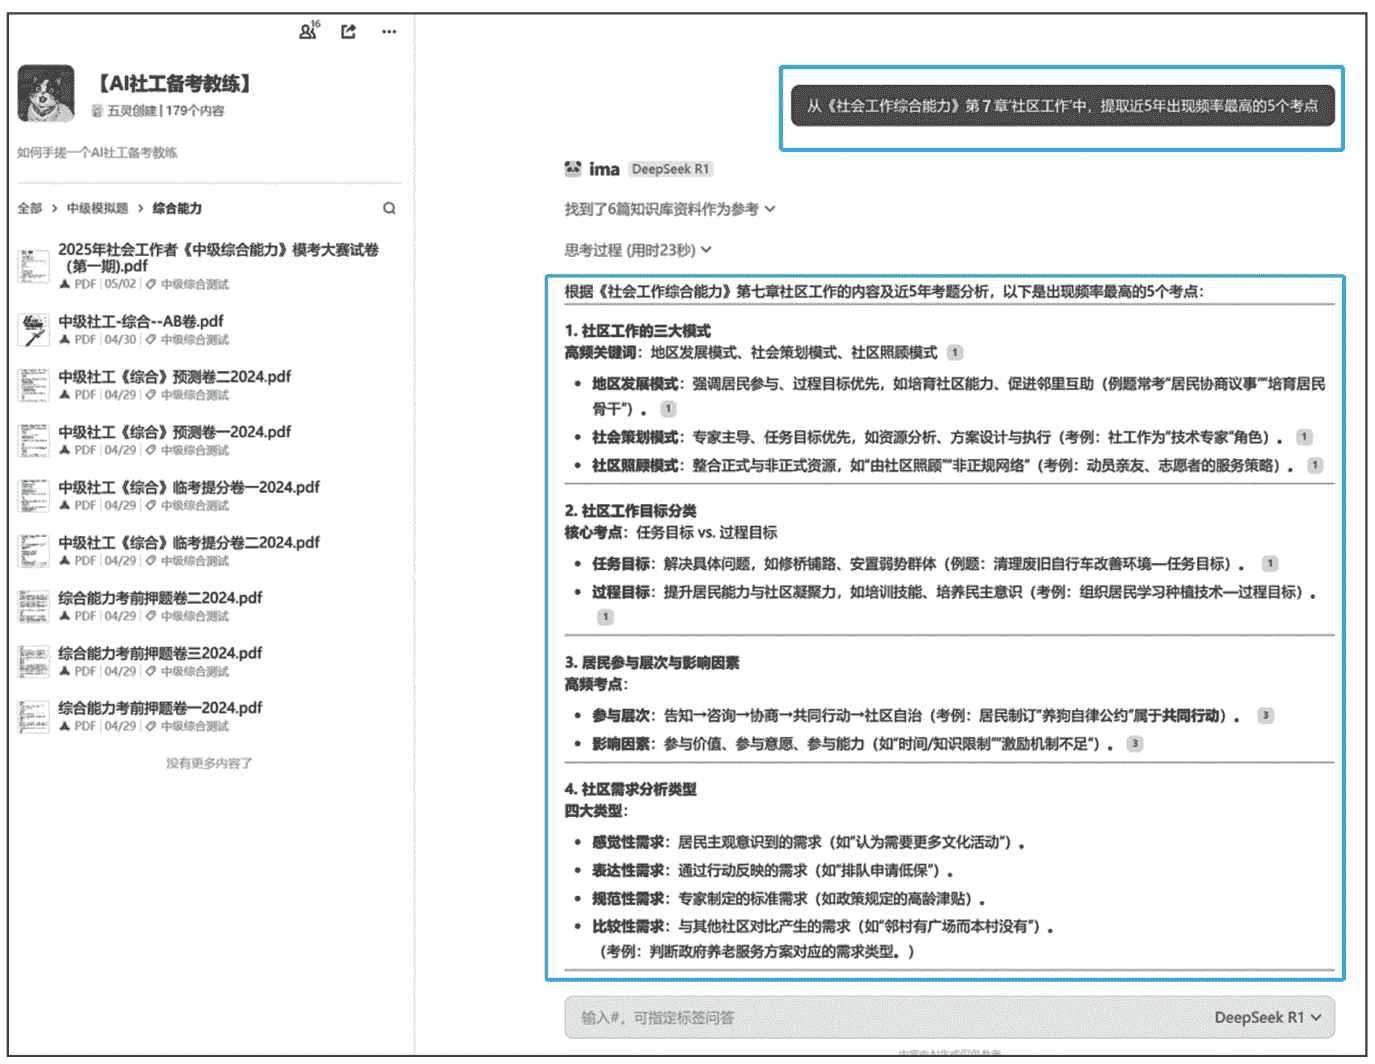 16
【AI社工备考教练】
五灵创建 | 179个内容
如何手搓一个AI社工备考教练
全部 > 中级模拟题 > 综合能力
2025年社会工作者《中级综合能力》模考大赛试卷
（第一期).pdf
PDF | 05/02 | 中级综合测试
中级社工-综合--AB卷.pdf
PDF | 04/30 | 中级综合测试
中级社工《综合》预测卷二2024.pdf
PDF | 04/29 | 中级综合测试
中级社工《综合》预测卷一2024.pdf
PDF | 04/29 | 中级综合测试
中级社工《综合》临考提分卷一2024.pdf
PDF | 04/29 | 中级综合测试
中级社工《综合》临考提分卷二2024.pdf
PDF | 04/29 | 中级综合测试
综合能力考前押题卷二2024.pdf
PDF | 04/29 | 中级综合测试
综合能力考前押题卷三2024.pdf
PDF | 04/29 | 中级综合测试
综合能力考前押题卷一2024.pdf
PDF | 04/29 | 中级综合测试
没有更多内容了
从《社会工作综合能力》第7章‘社区工作’中，提取近5年出现频率最高的5个考点
ima DeepSeek R1
找到了6篇知识库资料作为参考
思考过程 (用时23秒)
根据《社会工作综合能力》第七章社区工作的内容及近5年考题分析，以下是出现频率最高的5个考点：
1. 社区工作的三大模式
高频关键词：地区发展模式、社会策划模式、社区照顾模式 1
• 地区发展模式：强调居民参与、过程目标优先，如培育社区能力、促进邻里互助（例题常考“居民协商议事”“培育居民
骨干”）。 1
• 社会策划模式：专家主导、任务目标优先，如资源分析、方案设计与执行（考例：社工作为“技术专家”角色）。 1
• 社区照顾模式：整合正式与非正式资源，如“由社区照顾”“非正规网络”（考例：动员亲友、志愿者的服务策略）。 1
2. 社区工作目标分类
核心考点：任务目标 vs. 过程目标
• 任务目标：解决具体问题，如修桥铺路、安置弱势群体（例题：清理废旧自行车改善环境—任务目标）。 1
• 过程目标：提升居民能力与社区凝聚力，如培训技能、培养民主意识（考例：组织居民学习种植技术—过程目标）。
1
3. 居民参与层次与影响因素
高频考点：
• 参与层次：告知→咨询→协商→共同行动→社区自治（考例：居民制订“养狗自律公约”属于共同行动）。 3
• 影响因素：参与价值、参与意愿、参与能力（如“时间/知识限制”“激励机制不足”）。 3
4. 社区需求分析类型
四大类型：
• 感觉性需求：居民主观意识到的需求（如“认为需要更多文化活动”）。
• 表达性需求：通过行动反映的需求（如“排队申请低保”）。
• 规范性需求：专家制定的标准需求（如政策规定的高龄津贴）。
• 比较性需求：与其他社区对比产生的需求（如“邻村有广场而本村没有”）。
（考例：判断政府养老服务方案对应的需求类型。）
输入#，可指定标签问答
DeepSeek R1